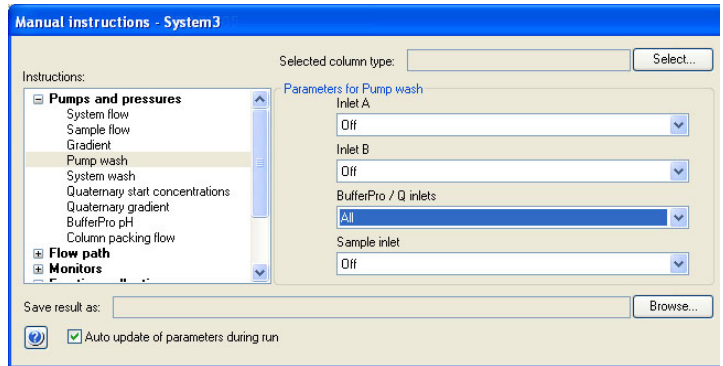 Manual instructions - System3
Selected column type:
Select...
Instructions:
Pumps and pressures
System flow
Sample flow
Gradient
Pump wash
System wash
Quaternary start concentrations
Quaternary gradient
BufferPro pH
Column packing flow
Flow path
Monitors
Parameters for Pump wash
Inlet A
Off
Inlet B
Off
BufferPro / Q inlets
All
Sample inlet
Off
Save result as:
Browse...
Auto update of parameters during run